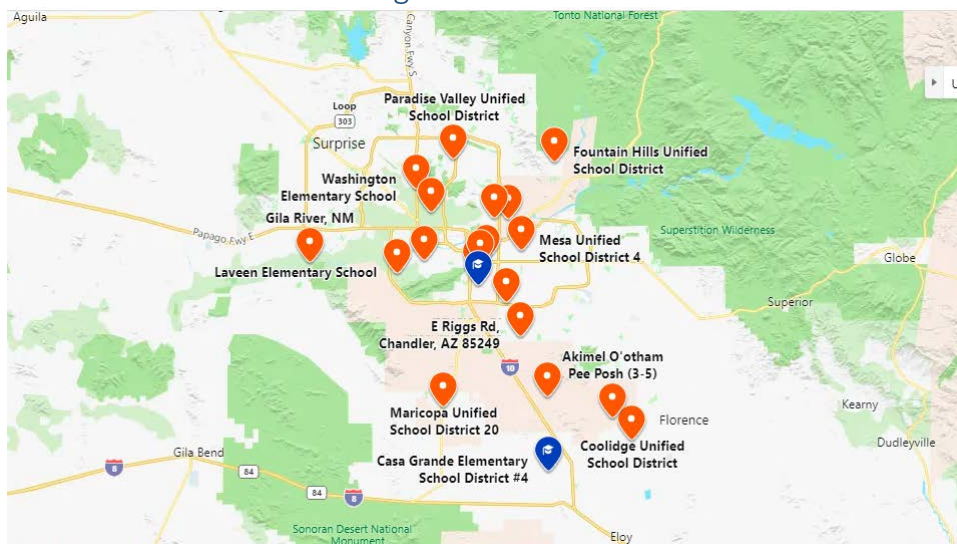 Aguila
Canyon Fwy S
Tonto National Forest
Paradise Valley Unified
School District
Loop
303
Surprise
Fountain Hills Unified
School District
Washington
Elementary School
Gila River, NM
Papago Fwy E
Mesa Unified
School District 4
Superstition Wilderness
Globe
Laveen Elementary School
Superior
E Riggs Rd,
Chandler, AZ 85249
10
Akimel O'otham
Pee Posh (3-5)
Maricopa Unified
School District 20
Florence
Kearny
Coolidge Unified
School District
Dudleyville
Gila Bend
Casa Grande Elementary
School District #4
8
84
84
8
Sonoran Desert National
Monument
Eloy